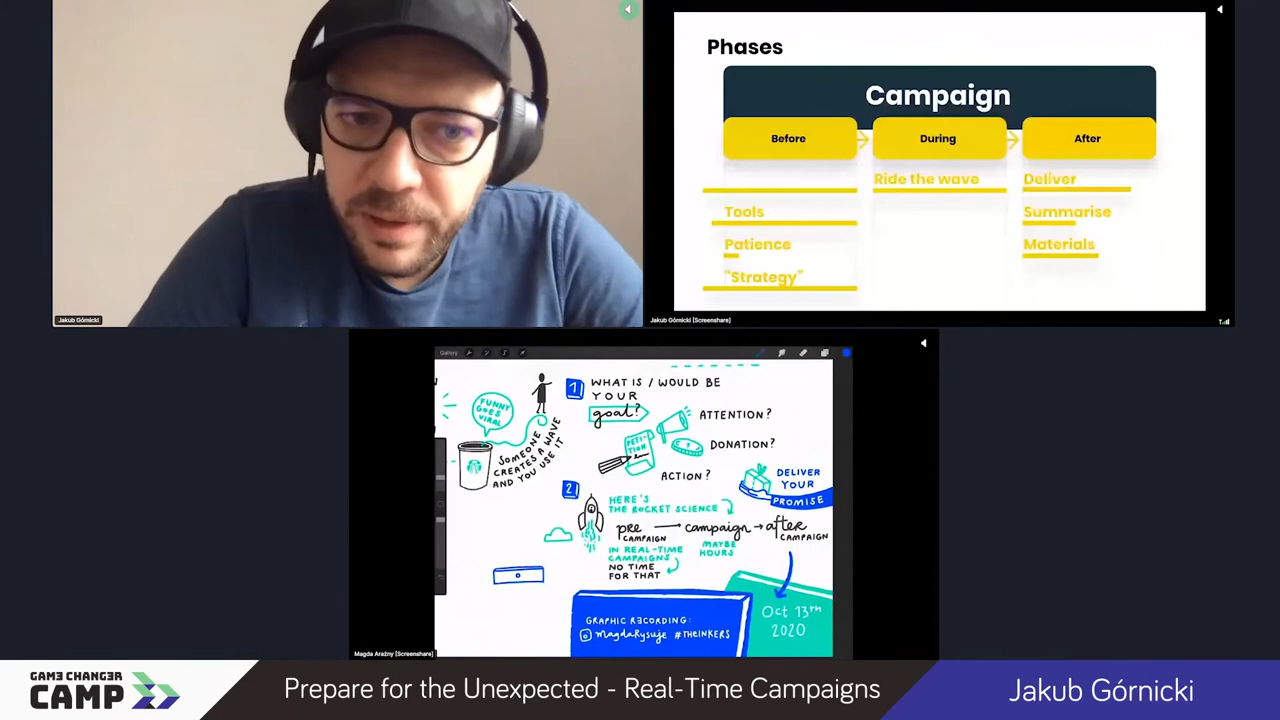 Jakub Górnicki
Phases
Campaign
Before
During
After
Ride the wave
Deliver
Tools
Summarise
Patience
Materials
"Strategy"
Jakub Górnicki [Screenshare]
Gallery
FUNNY
GOES
VIRAL
SOMEONE
CREATES A WAVE
AND YOU USE IT
1
WHAT IS / WOULD BE
YOUR
goal?
PETI-
TION
ATTENTION?
DONATION?
ACTION?
DELIVER
YOUR
PROMISE
2
HERE'S
THE ROCKET SCIENCE
pre
CAMPAIGN
campaign
after
CAMPAIGN
IN REAL-TIME
CAMPAIGNS
NO TIME
FOR THAT
MAYBE
HOURS
GRAPHIC RECORDING:
@magdarysuje #THEINKERS
Oct 13th
2020
Magda Arażny [Screenshare]
GAME CHANGER
CAMP
Prepare for the Unexpected - Real-Time Campaigns
Jakub Górnicki